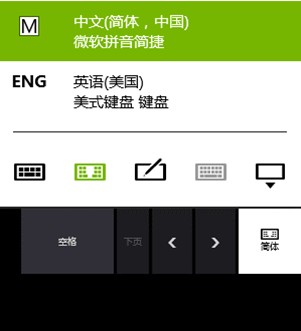 M
中文(简体，中国)
微软拼音简捷
ENG
英语(美国)
美式键盘 键盘
空格
下页
简体